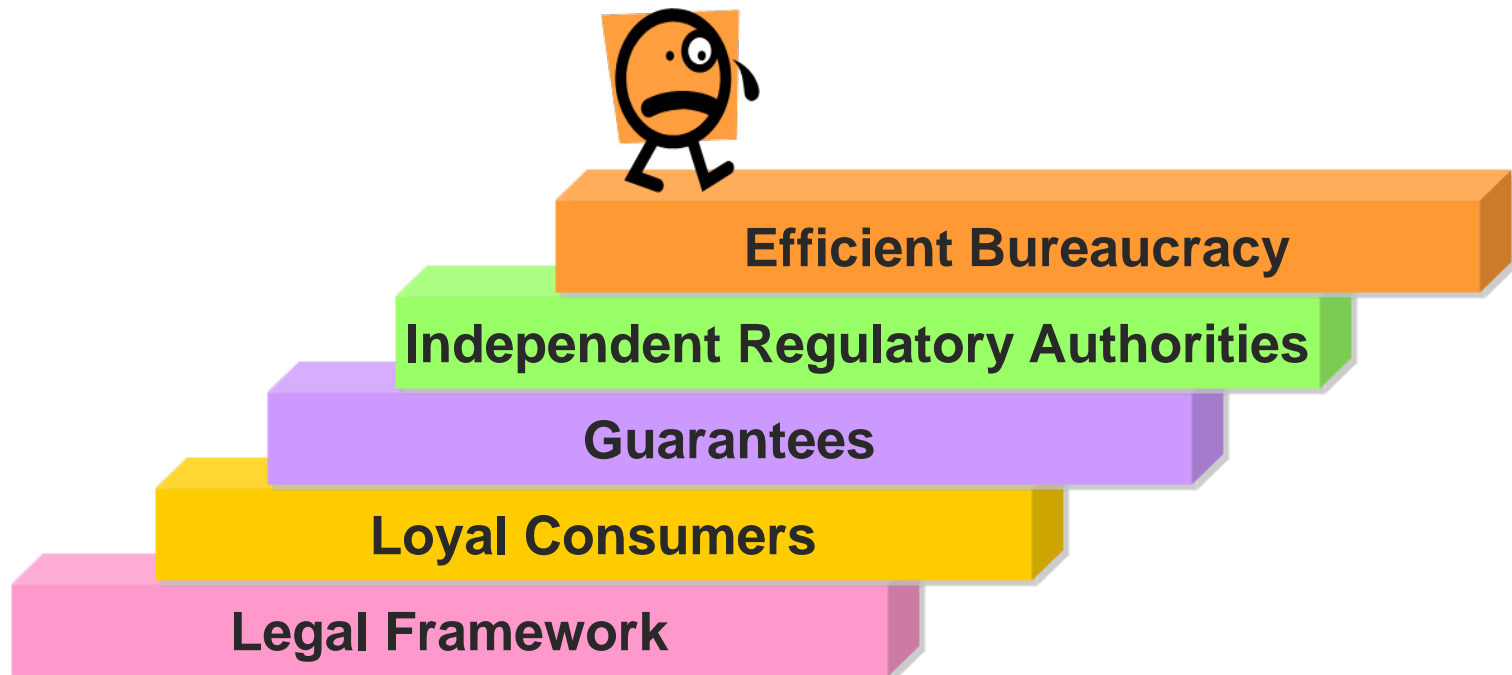 Efficient Bureaucracy
Independent Regulatory Authorities
Guarantees
Loyal Consumers
Legal Framework